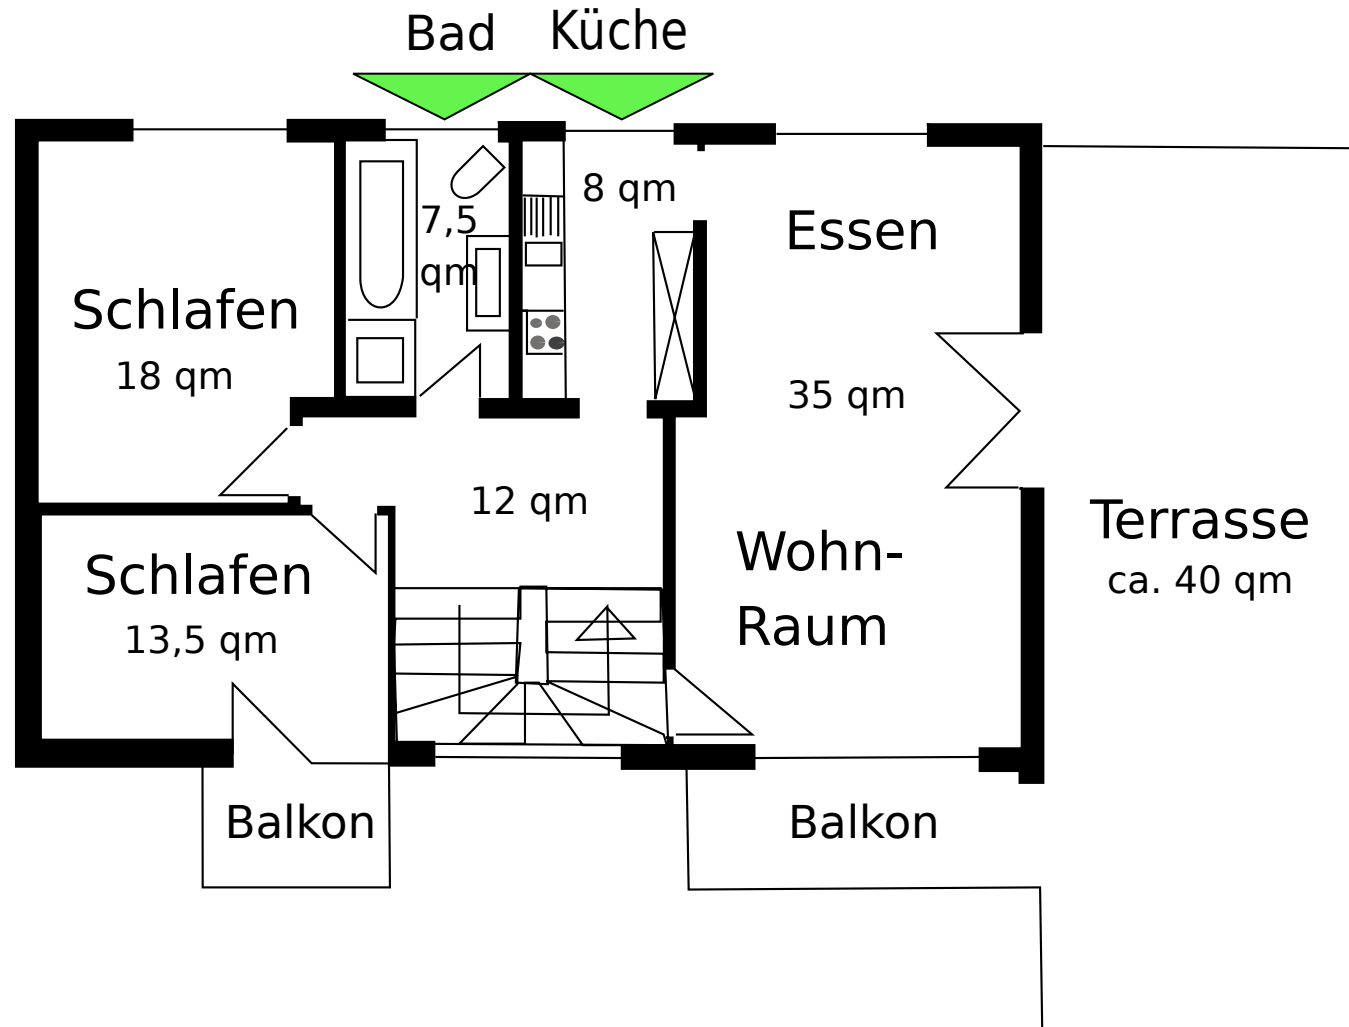 Bad
Küche
8 qm
7,5
qm
Essen
Schlafen
18 qm
35 qm
12 qm
Terrasse
ca. 40 qm
Wohn-
Raum
Schlafen
13,5 qm
Balkon
Balkon